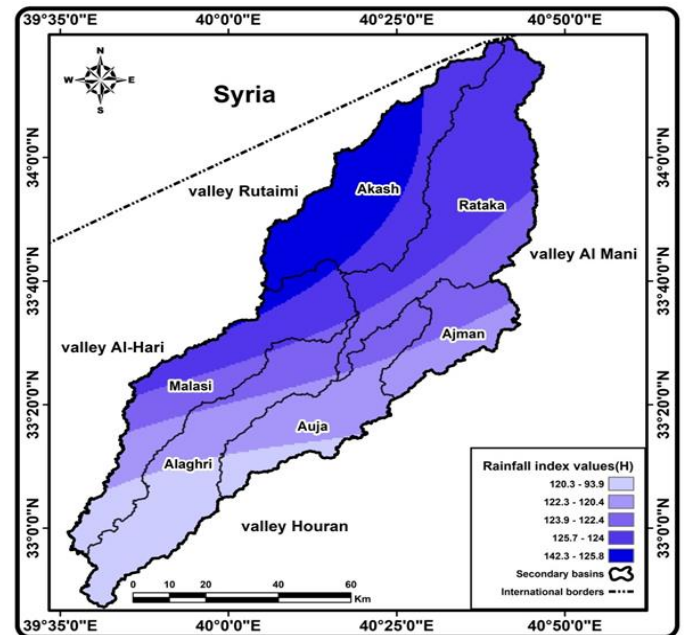 39°35'0"E 40°0'0"E 40°25'0"E 40°50'0"E
N
W E
S
Syria
34°0'0"N
34°0'0"N
valley Rutaimi
Akash
Rataka
valley Al Mani
33°40'0"N
33°40'0"N
valley Al-Hari
Ajman
Malasi
33°20'0"N
33°20'0"N
Auja
Alaghri
valley Houran
33°0'0"N
33°0'0"N
Rainfall index values(H)
120.3 - 93.9
122.3 - 120.4
123.9 - 122.4
125.7 - 124
142.3 - 125.8
Secondary basins
International borders
0 10 20 40 60
Km
39°35'0"E 40°0'0"E 40°25'0"E 40°50'0"E